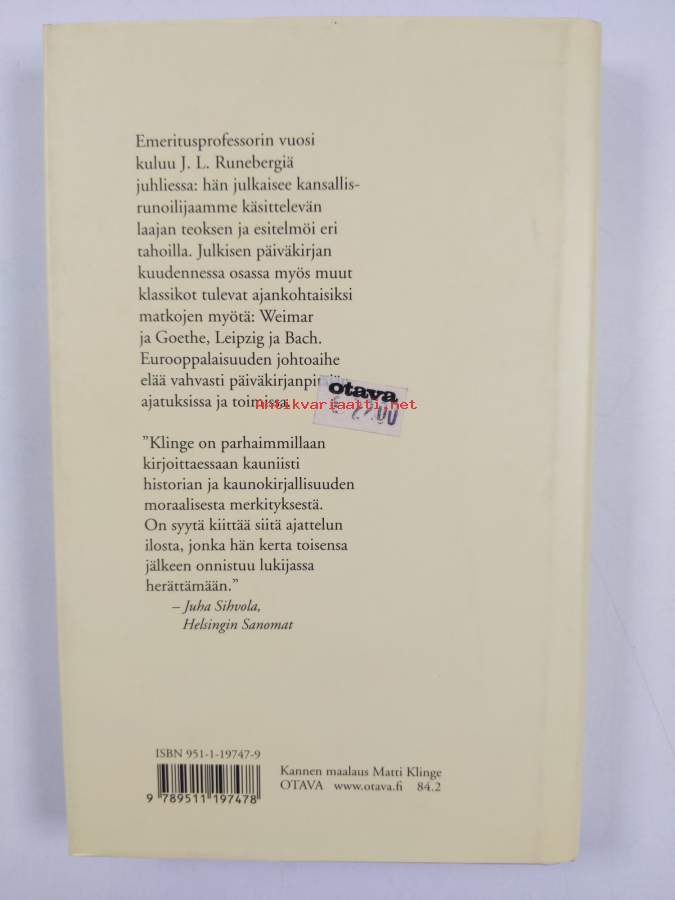 Emeritusprofessorin vuosi
kuluu J. L. Runebergiä
juhliessa: hän julkaisee kansallis-
runoilijaamme käsittelevän
laajan teoksen ja esitelmöi eri
tahoilla. Julkisen päiväkirjan
kuudennessa osassa myös muut
klassikot tulevat ajankohtaisiksi
matkojen myötä: Weimar
ja Goethe, Leipzig ja Bach.
Eurooppalaisuuden johtoaihe
elää vahvasti
otava
ajatuksissa ja toimissa.
Antikvariaatti.net
”Klinge on parhaimmillaan
kirjoittaessaan kauniisti
historian ja kaunokirjallisuuden
moraalisesta merkityksestä.
On syytä kiittää siitä ajattelun
ilosta, jonka hän kerta toisensa
jälkeen onnistuu lukijassa
herättämään.”
– Juha Sihvola,
Helsingin Sanomat
ISBN 951-1-19747-9
9 789511 197478
Kannen maalaus Matti Klinge
OTAVA www.otava.fi 84.2